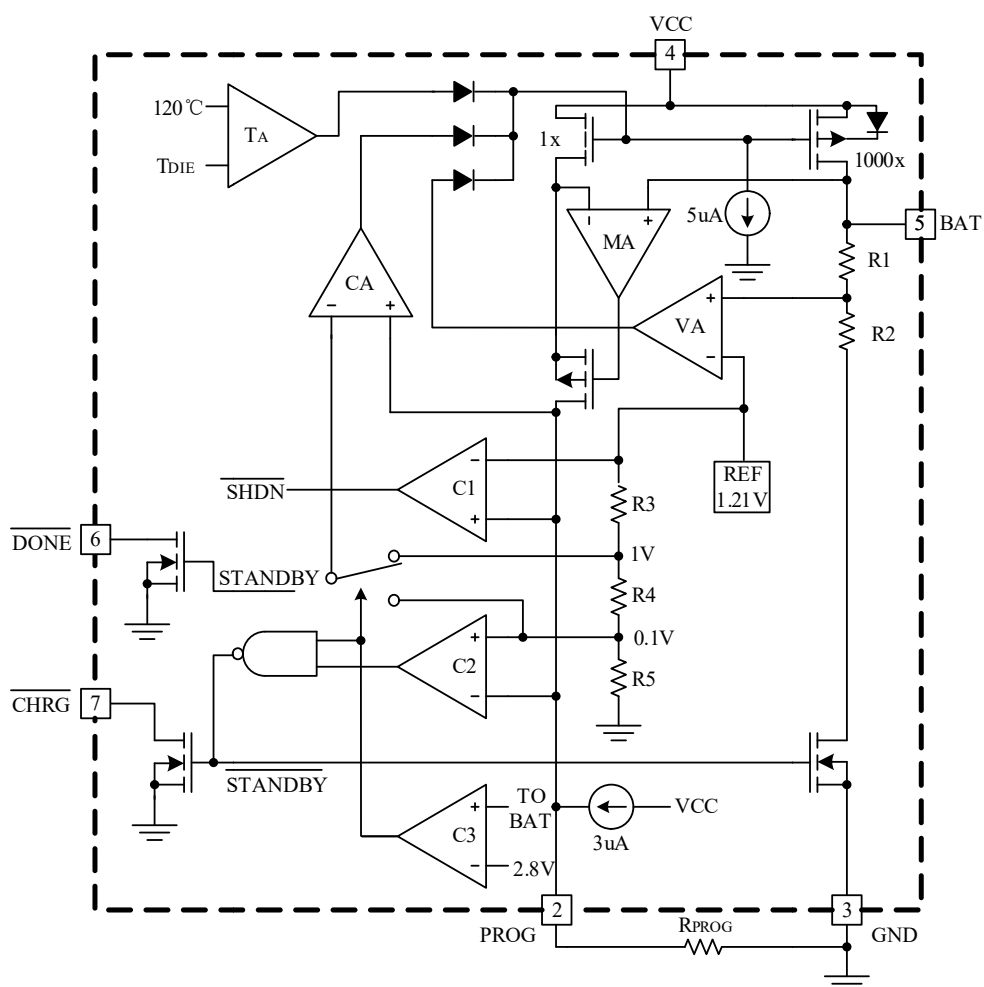 VCC
4
120℃
TA
TDIE
1x
1000x
MA
5uA
5
BAT
R1
CA
VA
R2
- +
- +
+
-
REF
1.21V
SHDN
C1
-
+
R3
DONE
6
STANDBY
1V
R4
0.1V
C2
+
-
R5
CHRG
7
STANDBY
C3
+
-
TO
BAT
VCC
3uA
2.8V
2
3
PROG
RPROG
GND